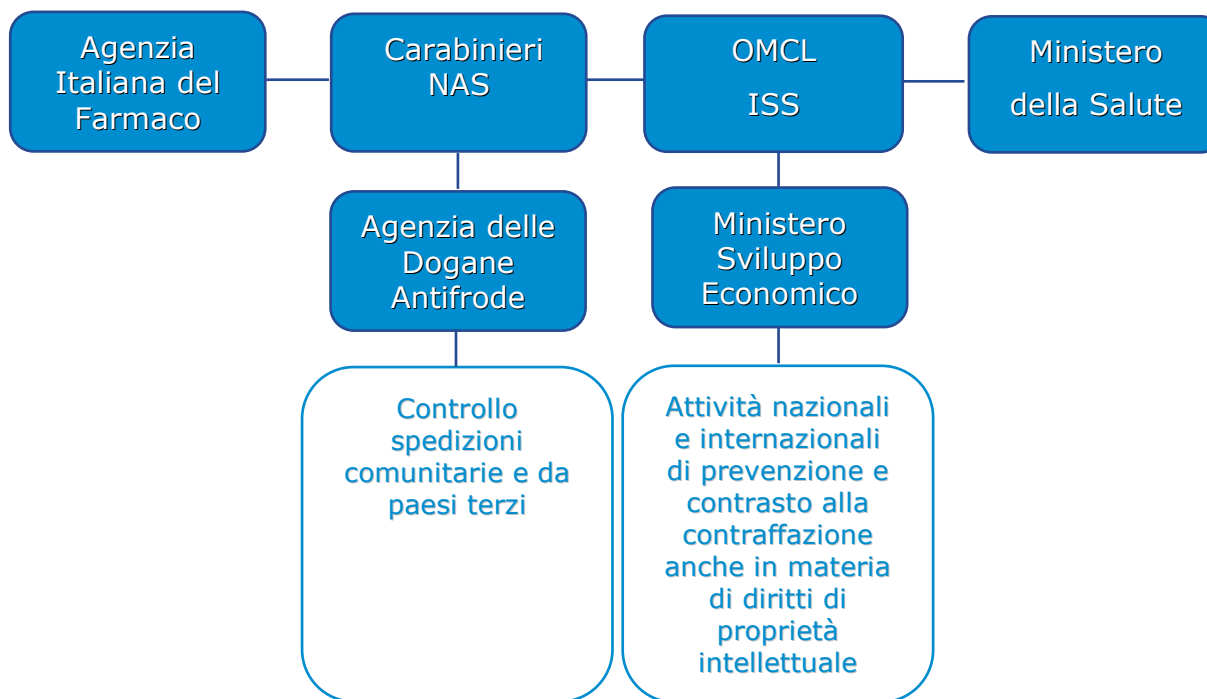 Agenzia
Italiana del
Farmaco
Carabinieri
NAS
OMCL
ISS
Ministero
della Salute
Agenzia delle
Dogane
Antifrode
Ministero
Sviluppo
Economico
Controllo
spedizioni
comunitarie e da
paesi terzi
Attività nazionali
e internazionali
di prevenzione e
contrasto alla
contraffazione
anche in materia
di diritti di
proprietà
intellettuale